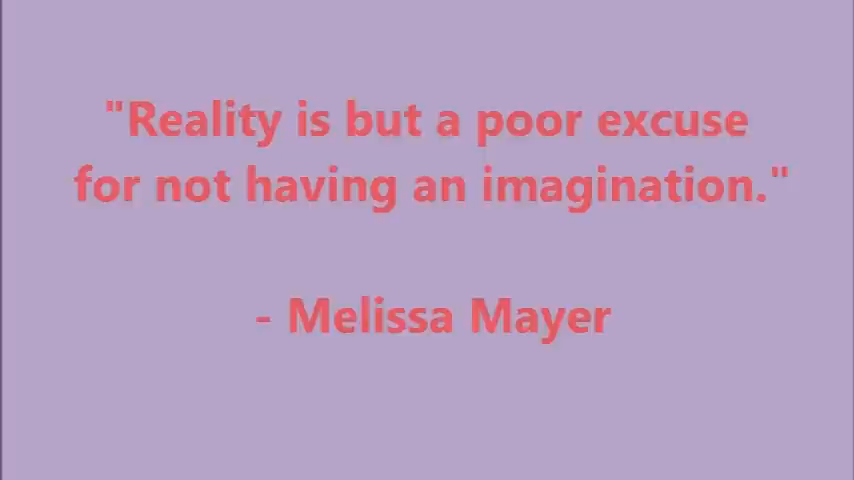 "Reality is but a poor excuse
for not having an imagination."
- Melissa Mayer